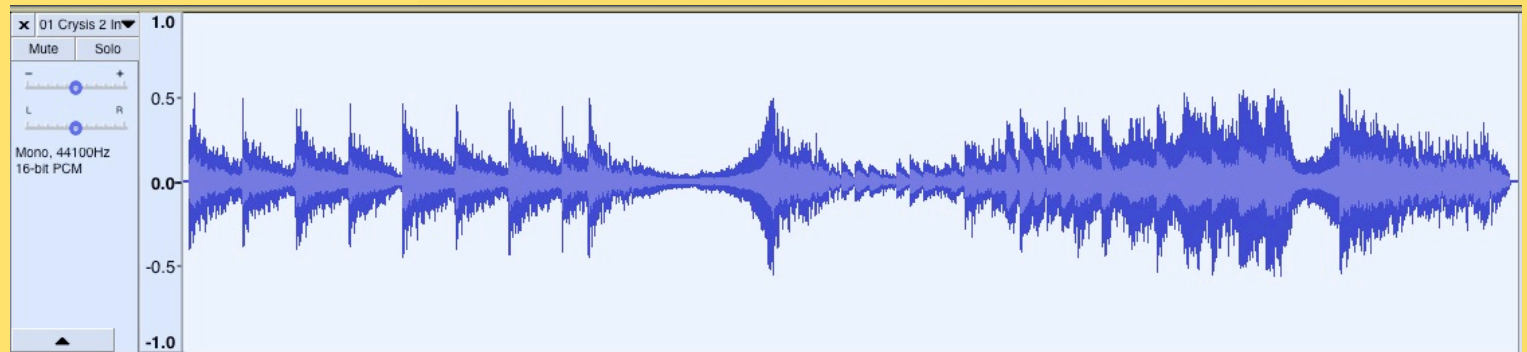 x 01 Crysis 2 In
Mute Solo
- +
L R
Mono, 44100Hz
16-bit PCM
1.0
0.5-
0.0-
-0.5-
-1.0